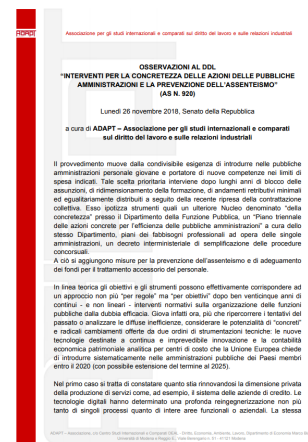 ADAPT
Associazione per gli studi internazionali e comparati sul diritto del lavoro e sulle relazioni industriali
OSSERVAZIONI AL DDL
"INTERVENTI PER LA CONCRETEZZA DELLE AZIONI DELLE PUBBLICHE
AMMINISTRAZIONI E LA PREVENZIONE DELL'ASSENTEISMO"
(AS N. 920)
Lunedì 26 novembre 2018, Senato della Repubblica
a cura di ADAPT – Associazione per gli studi internazionali e comparati
sul diritto del lavoro e sulle relazioni industriali
Il provvedimento muove dalla condivisibile esigenza di introdurre nelle pubbliche
amministrazioni personale giovane e portatore di nuove competenze nei limiti di
spesa indicati. Tale scelta prioritaria interviene dopo lunghi anni di blocco delle
assunzioni, di ridimensionamento della formazione, di andamenti retributivi minimali
ed egualitariamente distribuiti a seguito della recente ripresa della contrattazione
collettiva. Esso ipotizza strumenti quali un ulteriore Nucleo denominato "della
concretezza" presso il Dipartimento della Funzione Pubblica, un "Piano triennale
delle azioni concrete per l'efficienza delle pubbliche amministrazioni" a cura dello
stesso Dipartimento, piani dei fabbisogni professionali ad opera delle singole
amministrazioni, un decreto interministeriale di semplificazione delle procedure
concorsuali.
A ciò si aggiungono misure per la prevenzione dell'assenteismo e di adeguamento
dei fondi per il trattamento accessorio del personale.
In linea teorica gli obiettivi e gli strumenti possono effettivamente corrispondere ad
un approccio non più "per regole" ma "per obiettivi" dopo ben venticinque anni di
continui - e non lineari - interventi normativi sulla organizzazione delle funzioni
pubbliche dalla dubbia efficacia. Giova infatti ora, più che ripercorrere i tentativi del
passato o analizzare le diffuse inefficienze, considerare le potenzialità di "concreti"
e radicali cambiamenti offerte da due ordini di strumentazioni tecniche: le nuove
tecnologie destinate a continua e imprevedibile innovazione e la contabilità
economica patrimoniale analitica per centri di costo che la Unione Europea chiede
di introdurre sistematicamente nelle amministrazioni pubbliche dei Paesi membri
entro il 2020 (con possibile estensione del termine al 2025).
Nel primo caso si tratta di constatare quanto stia rinnovandosi la dimensione privata
della produzione di servizi come, ad esempio, il sistema delle aziende di credito. Le
tecnologie digitali hanno determinato una profonda reingegnerizzazione non più
tanto di singoli processi quanto di intere aree funzionali o aziendali. La stessa